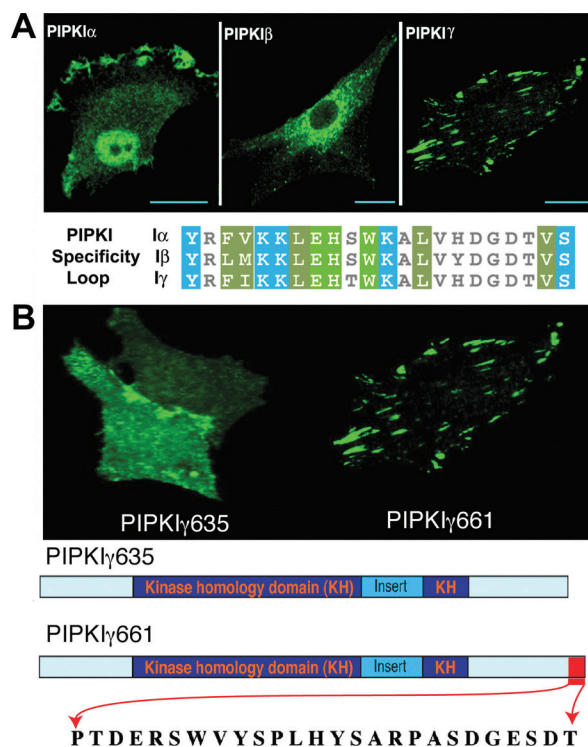 A
PIPKIα PIPKIβ PIPKIγ
PIPKI Iα Y R F V K K L E H S W K A L V H D G D T V S
Specificity Iβ Y R L M K K L E H S W K A L V Y D G D T V S
Loop Iγ Y R F I K K L E H T W K A L V H D G D T V S
B
PIPKIγ635 PIPKIγ661
PIPKIγ635
Kinase homology domain (KH) Insert KH
PIPKIγ661
Kinase homology domain (KH) Insert KH
P T D E R S W V Y S P L H Y S A R P A S D G E S D T